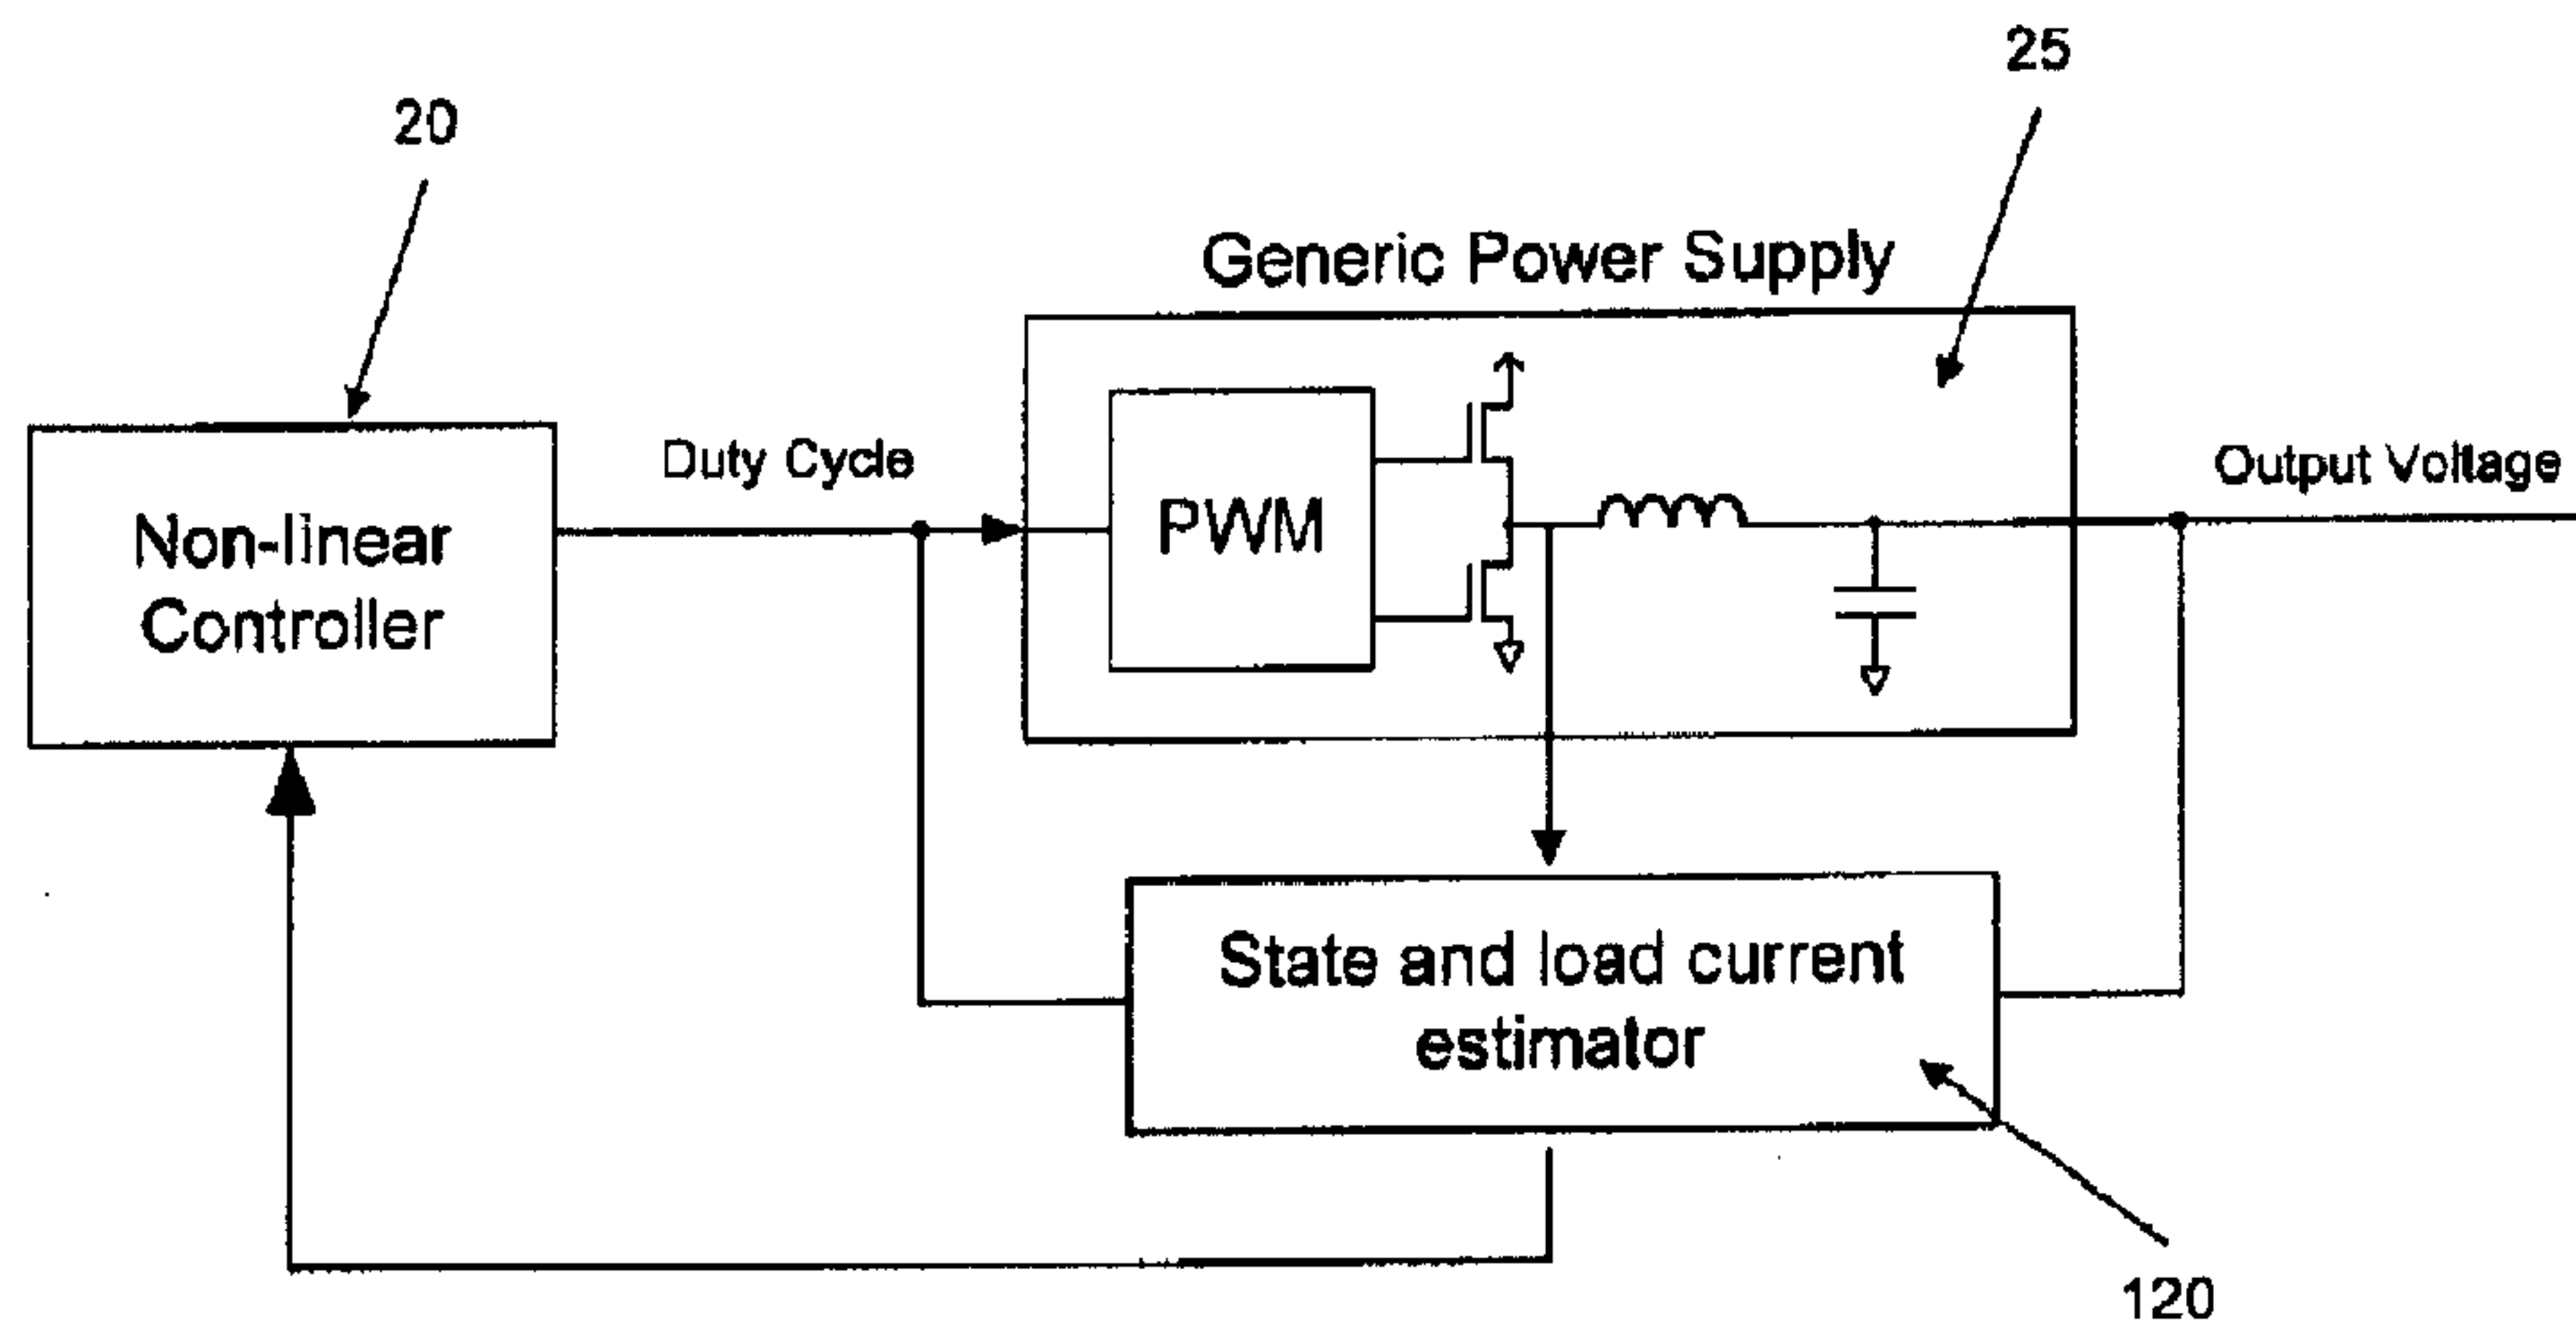 25
20
Generic Power Supply
Duty Cycle
Output Voltage
Non-linear
Controller
PWM
State and load current
estimator
120